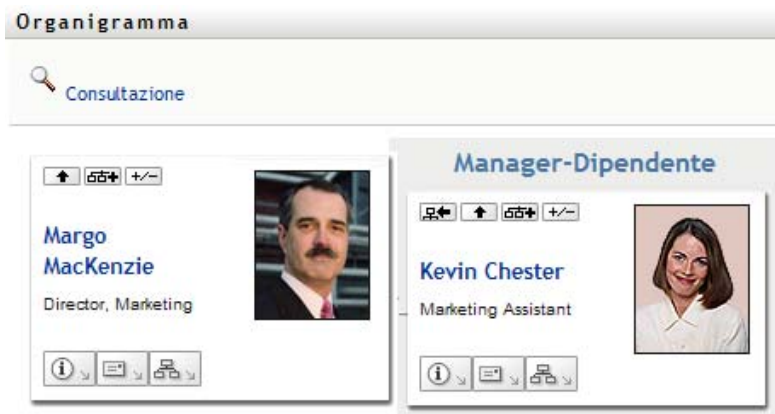 Organigramma
Consultazione
Manager-Dipendente
+/-
Margo
MacKenzie
Director, Marketing
+/-
Kevin Chester
Marketing Assistant